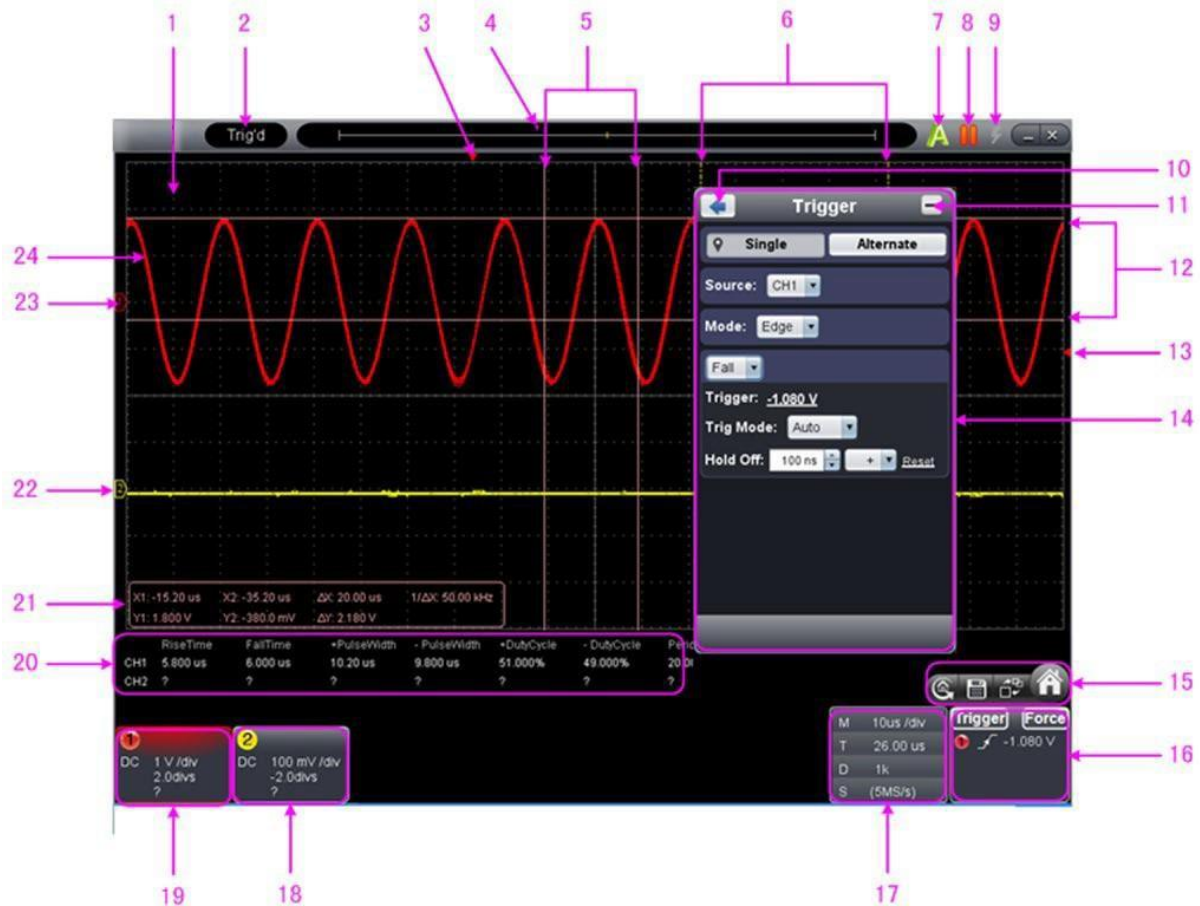 1 2 3 4 5 6 7 8 9
Trig'd
A
10
Trigger
11
Single Alternate
24
12
Source: CH1
23
Mode: Edge
13
Fall
Trigger: -1.080 V
14
Trig Mode: Auto
Hold Off: 100 ns + Reset
22
2
21
X1: -15.20 us X2: -35.20 us ΔX: 20.00 us 1/ΔX: 50.00 kHz
Y1: 1.800 V Y2: -380.0 mV ΔY: 2.180 V
20
RiseTime FallTime +PulseWidth - PulseWidth +DutyCycle - DutyCycle
CH1 5.800 us 6.000 us 10.20 us 9.800 us 51.000% 49.000%
CH2 ? ? ? ? ? ? ?
15
1
DC 1 V /div
2.0divs
?
2
DC 100 mV /div
-2.0divs
?
M 10us /div
T 26.00 us
D 1k
S (5MS/s)
Trigger Force
1 -1.080 V
16
19
18
17